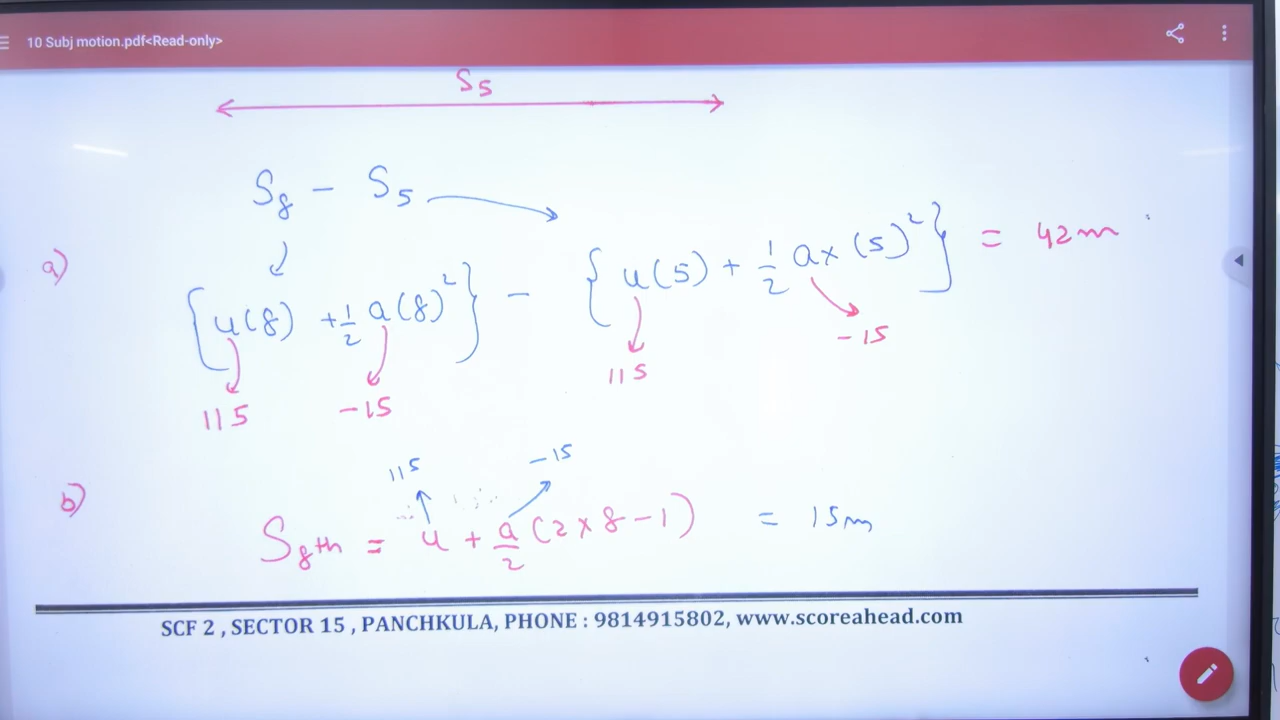 10 Subj motion.pdf<Read-only>
S₅
S₈ − S₅
a)
{u(8) + 1/2 a(8)²} − {u(5) + 1/2 a×(5)²} = 42m
115 −15 115 −15
b)
115 −15
S₈ₜₕ = u + a/2 (2×8−1) = 15m
SCF 2 , SECTOR 15 , PANCHKULA, PHONE : 9814915802, www.scoreahead.com